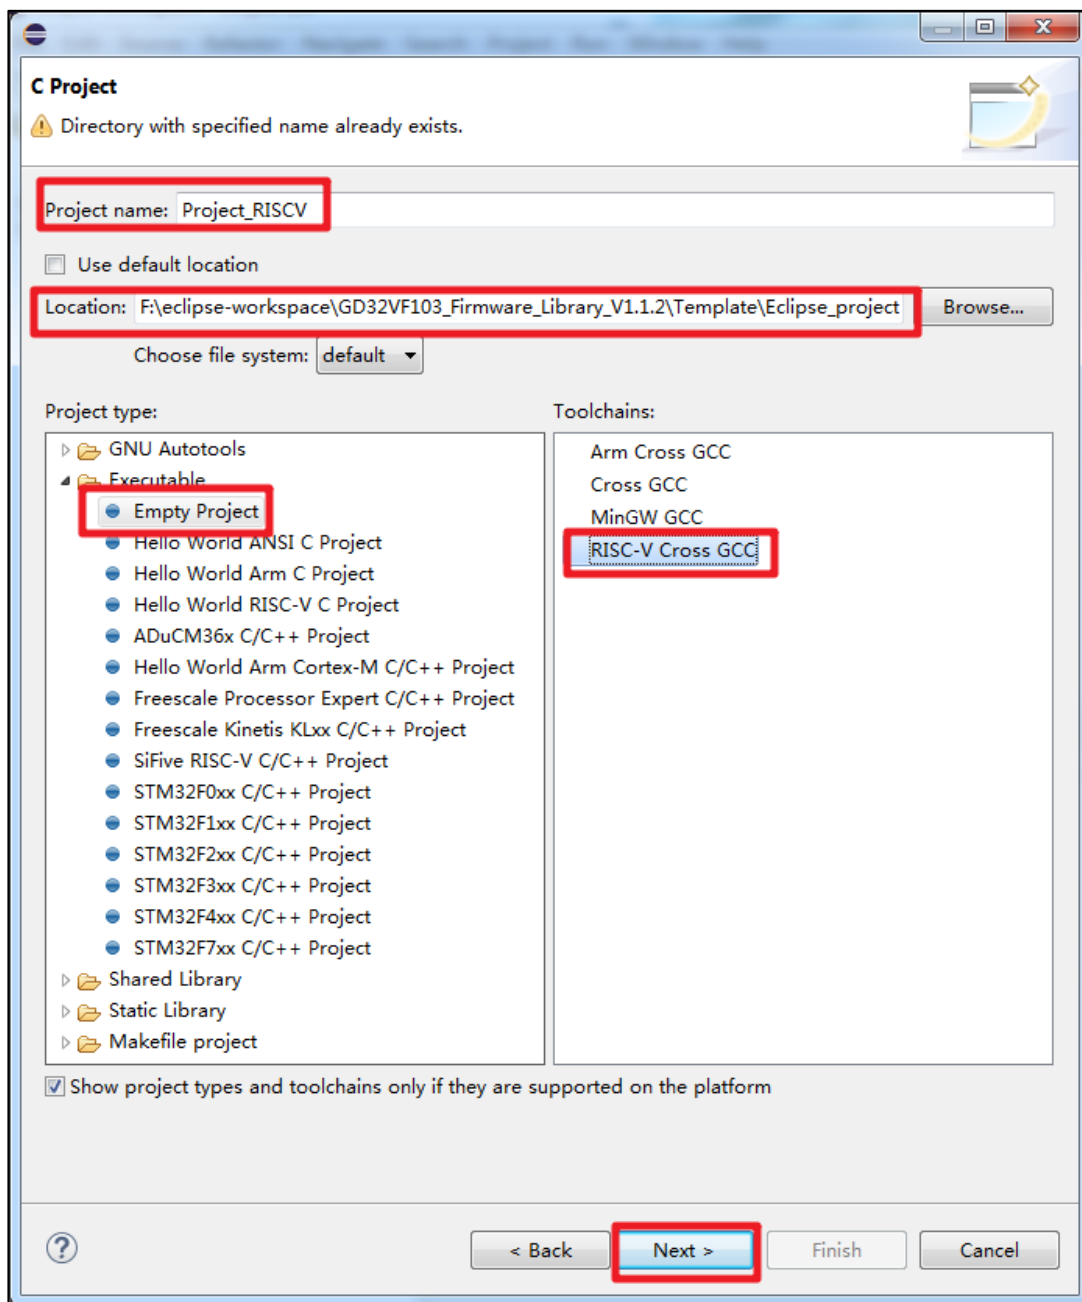 C Project
Directory with specified name already exists.
Project name: Project_RISCV
Use default location
Location: F:\eclipse-workspace\GD32VF103_Firmware_Library_V1.1.2\Template\Eclipse_project Browse...
Choose file system: default
Project type: Toolchains:
GNU Autotools
Executable
Empty Project
Hello World ANSI C Project
Hello World Arm C Project
Hello World RISC-V C Project
ADuCM36x C/C++ Project
Hello World Arm Cortex-M C/C++ Project
Freescale Processor Expert C/C++ Project
Freescale Kinetis KLxx C/C++ Project
SiFive RISC-V C/C++ Project
STM32F0xx C/C++ Project
STM32F1xx C/C++ Project
STM32F2xx C/C++ Project
STM32F3xx C/C++ Project
STM32F4xx C/C++ Project
STM32F7xx C/C++ Project
Shared Library
Static Library
Makefile project
Arm Cross GCC
Cross GCC
MinGW GCC
RISC-V Cross GCC
Show project types and toolchains only if they are supported on the platform
? < Back Next > Finish Cancel